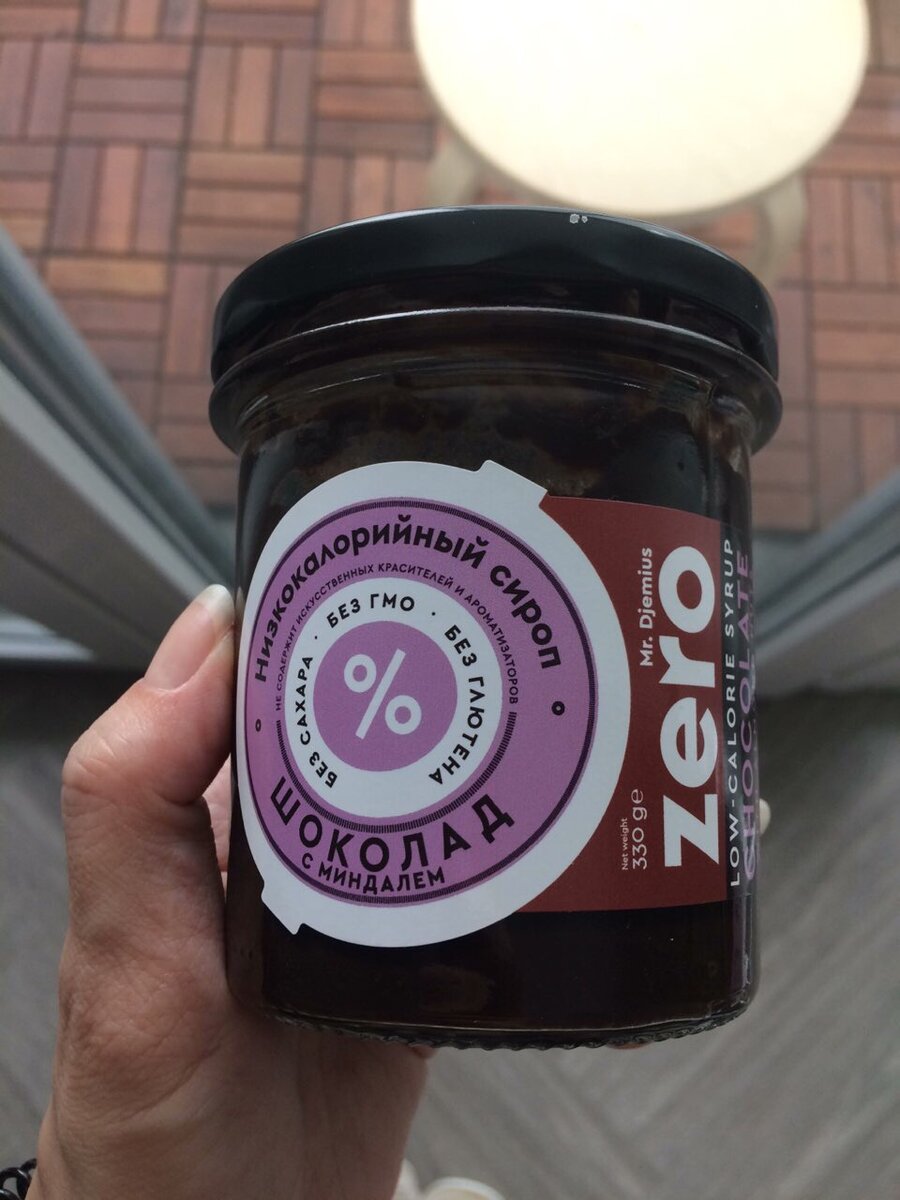 Низкокалорийный сироп
НЕ СОДЕРЖИТ ИСКУССТВЕННЫХ КРАСИТЕЛЕЙ И АРОМАТИЗАТОРОВ
БЕЗ САХАРА · БЕЗ ГМО · БЕЗ ГЛЮТЕНА
%
ШОКОЛАД
С МИНДАЛЕМ
Mr. Djemius
zero
Net weight
330 g e
LOW-CALORIE SYRUP
CHOCOLATE